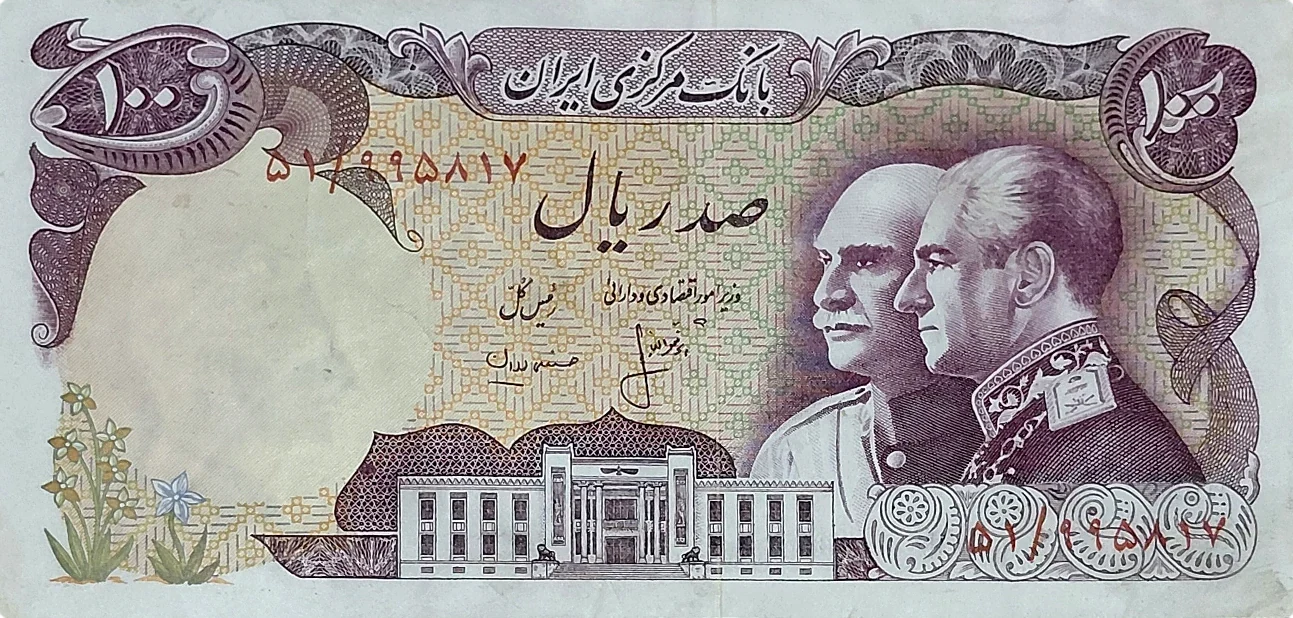 بانک مرکزی ایران
۱۰۰
۱۰۰
۵۱/۹۹۵۸۱۷
صد ریال
وزیر امور اقتصادی و دارائی
رئیس کل
۵۱/۹۹۵۸۱۷